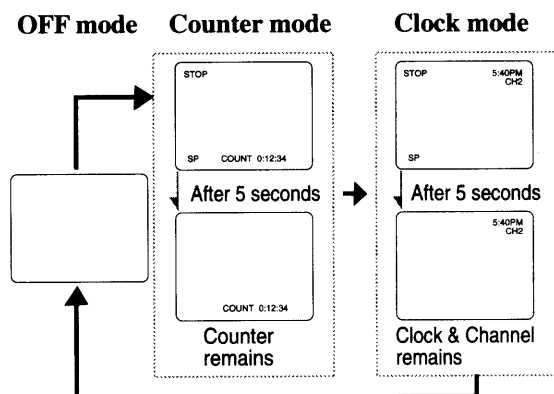 OFF mode
Counter mode
Clock mode
STOP
SP COUNT 0:12:34
After 5 seconds
COUNT 0:12:34
Counter
remains
STOP 5:40PM
CH2
SP
After 5 seconds
5:40PM
CH2
Clock & Channel
remains